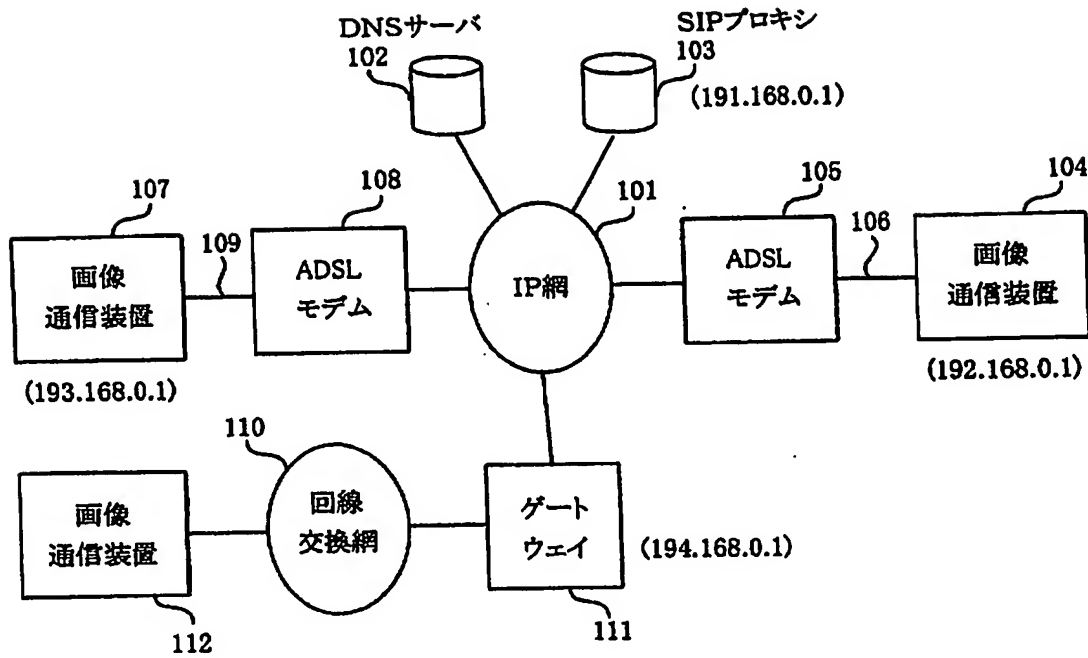 DNSサーバ
102
SIPプロキシ
103
(191.168.0.1)
107
108
101
105
104
109
106
画像
通信装置
ADSL
モデム
IP網
ADSL
モデム
画像
通信装置
(193.168.0.1)
(192.168.0.1)
110
画像
通信装置
回線
交換網
ゲート
ウェイ
(194.168.0.1)
112
111